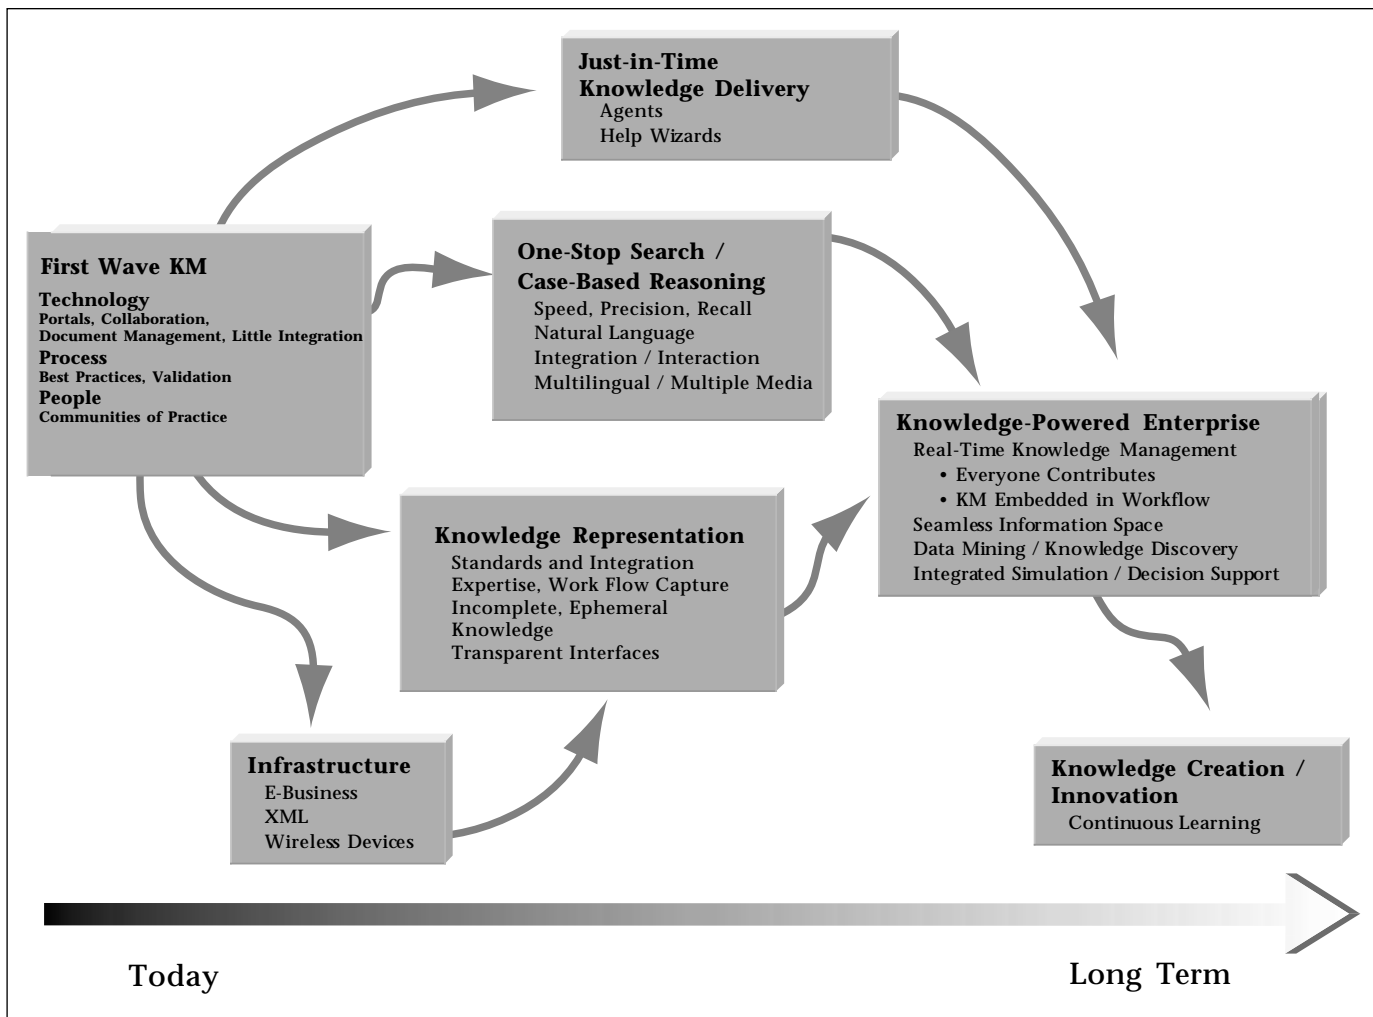 Just-in-Time
Knowledge Delivery
Agents
Help Wizards
First Wave KM
Technology
Portals, Collaboration,
Document Management, Little Integration
Process
Best Practices, Validation
People
Communities of Practice
One-Stop Search /
Case-Based Reasoning
Speed, Precision, Recall
Natural Language
Integration / Interaction
Multilingual / Multiple Media
Knowledge-Powered Enterprise
Real-Time Knowledge Management
• Everyone Contributes
• KM Embedded in Workflow
Seamless Information Space
Data Mining / Knowledge Discovery
Integrated Simulation / Decision Support
Knowledge Representation
Standards and Integration
Expertise, Work Flow Capture
Incomplete, Ephemeral
Knowledge
Transparent Interfaces
Infrastructure
E-Business
XML
Wireless Devices
Knowledge Creation /
Innovation
Continuous Learning
Today
Long Term